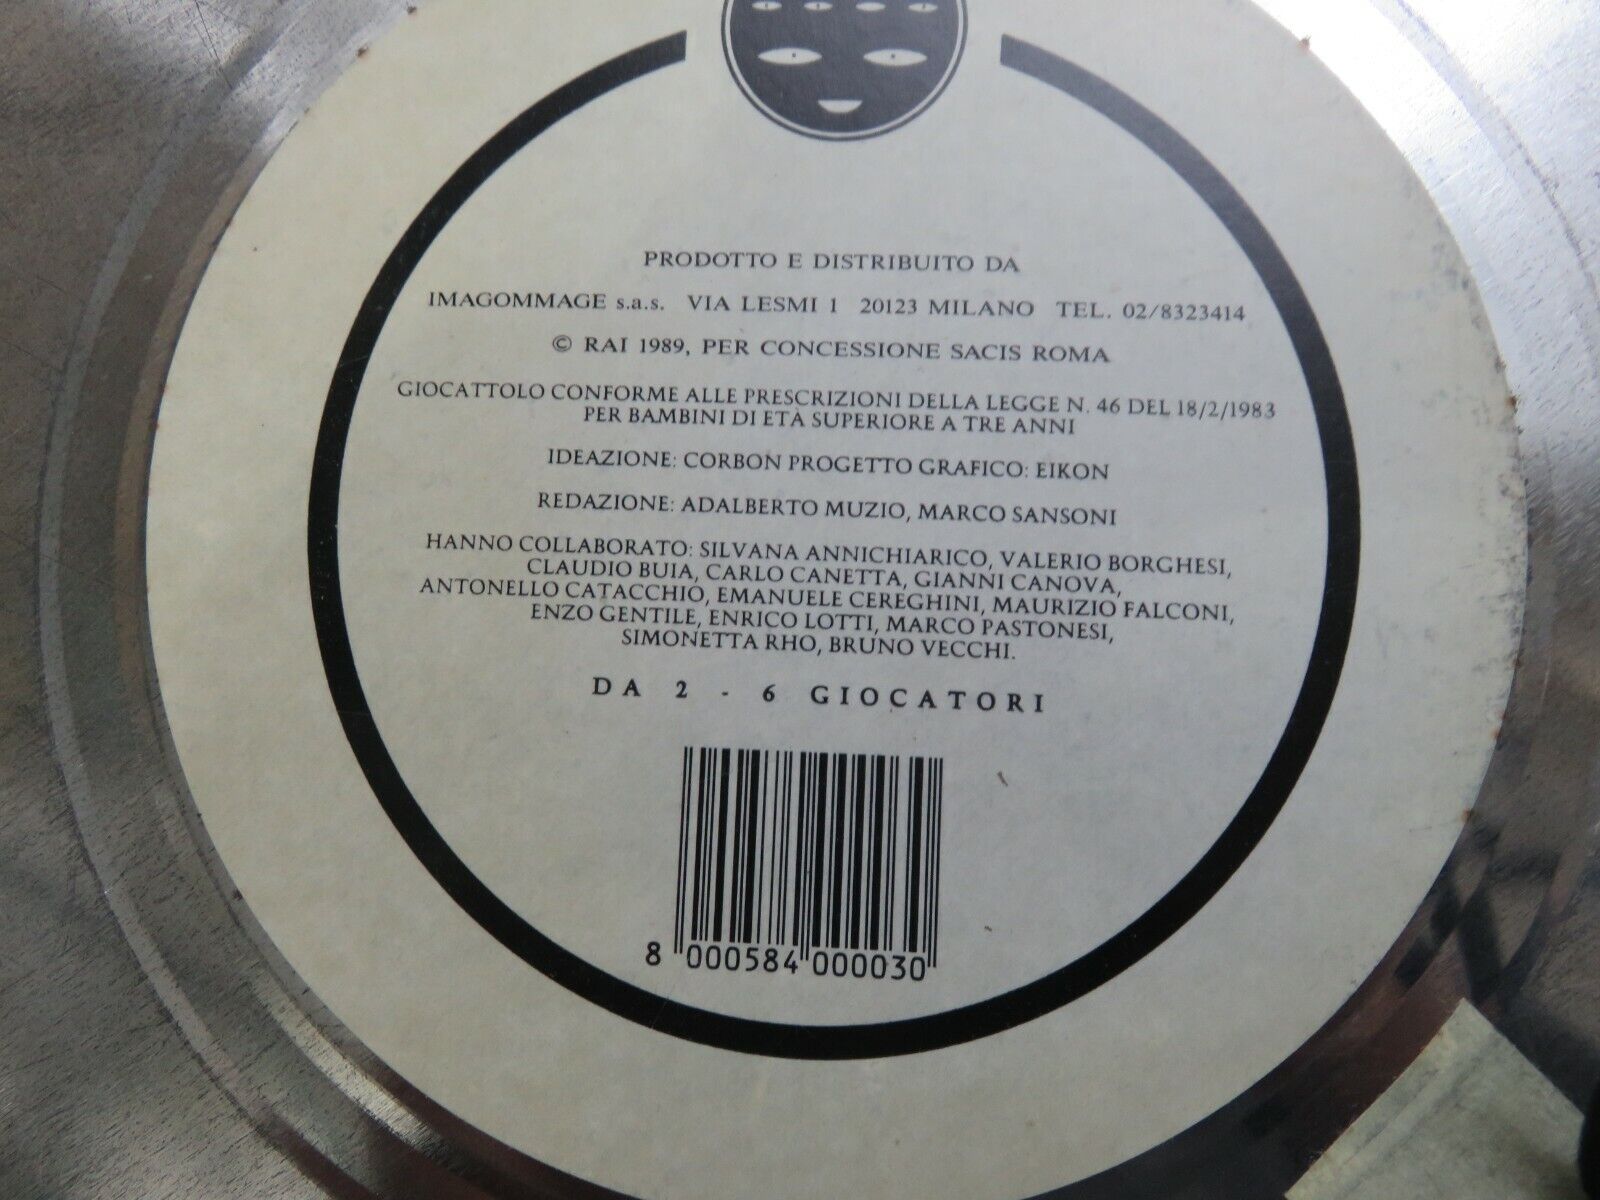 PRODOTTO E DISTRIBUITO DA
IMAGOMMAGE s.a.s. VIA LESMI 1 20123 MILANO TEL. 02/8323414
© RAI 1989, PER CONCESSIONE SACIS ROMA
GIOCATTOLO CONFORME ALLE PRESCRIZIONI DELLA LEGGE N. 46 DEL 18/2/1983
PER BAMBINI DI ETÀ SUPERIORE A TRE ANNI
IDEAZIONE: CORBON PROGETTO GRAFICO: EIKON
REDAZIONE: ADALBERTO MUZIO, MARCO SANSONI
HANNO COLLABORATO: SILVANA ANNICHIARICO, VALERIO BORGHESI,
CLAUDIO BUIA, CARLO CANETTA, GIANNI CANOVA,
ANTONELLO CATACCHIO, EMANUELE CEREGHINI, MAURIZIO FALCONI,
ENZO GENTILE, ENRICO LOTTI, MARCO PASTONESI,
SIMONETTA RHO, BRUNO VECCHI.
DA 2 - 6 GIOCATORI
8 000584 000030